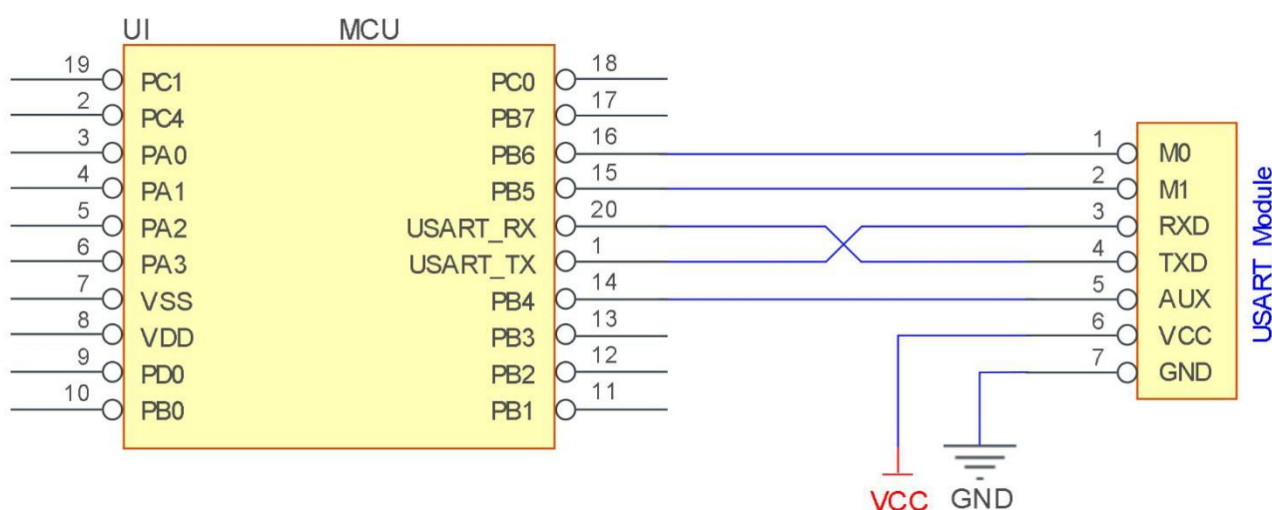 UI MCU
19 PC1 PC0 18
2 PC4 PB7 17
3 PA0 PB6 16 1 M0
4 PA1 PB5 15 2 M1
5 PA2 USART_RX 20 3 RXD
6 PA3 USART_TX 1 4 TXD
7 VSS PB4 14 5 AUX
8 VDD PB3 13 6 VCC
9 PD0 PB2 12 7 GND
10 PB0 PB1 11
USART Module
VCC GND